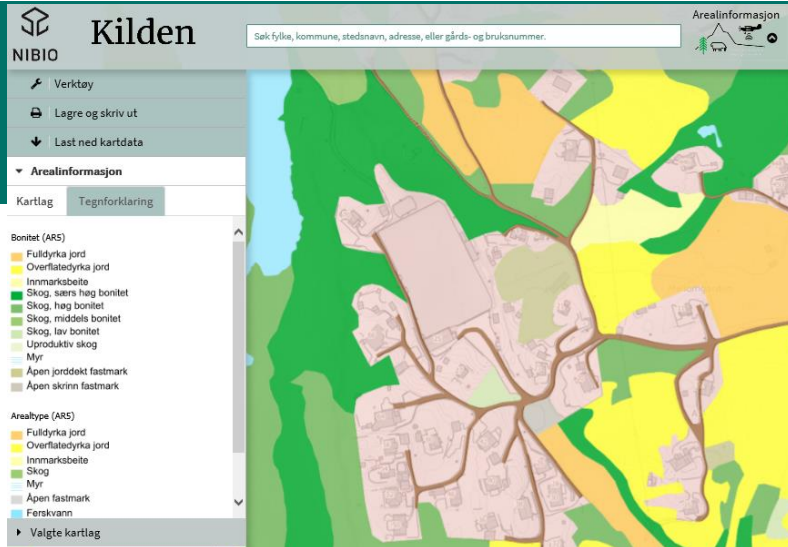 NIBIO
Kilden
Søk fylke, kommune, stedsnavn, adresse, eller gårds- og bruksnummer.
Arealinformasjon
Verktøy
Lagre og skriv ut
Last ned kartdata
Arealinformasjon
Kartlag
Tegnforklaring
Bonitet (AR5)
Fulldyrka jord
Overflatedyrka jord
Innmarksbeite
Skog, særs høg bonitet
Skog, høg bonitet
Skog, middels bonitet
Skog, lav bonitet
Uproduktiv skog
Myr
Åpen jorddekt fastmark
Åpen skrinn fastmark
Arealtype (AR5)
Fulldyrka jord
Overflatedyrka jord
Innmarksbeite
Skog
Myr
Åpen fastmark
Ferskvann
Valgte kartlag